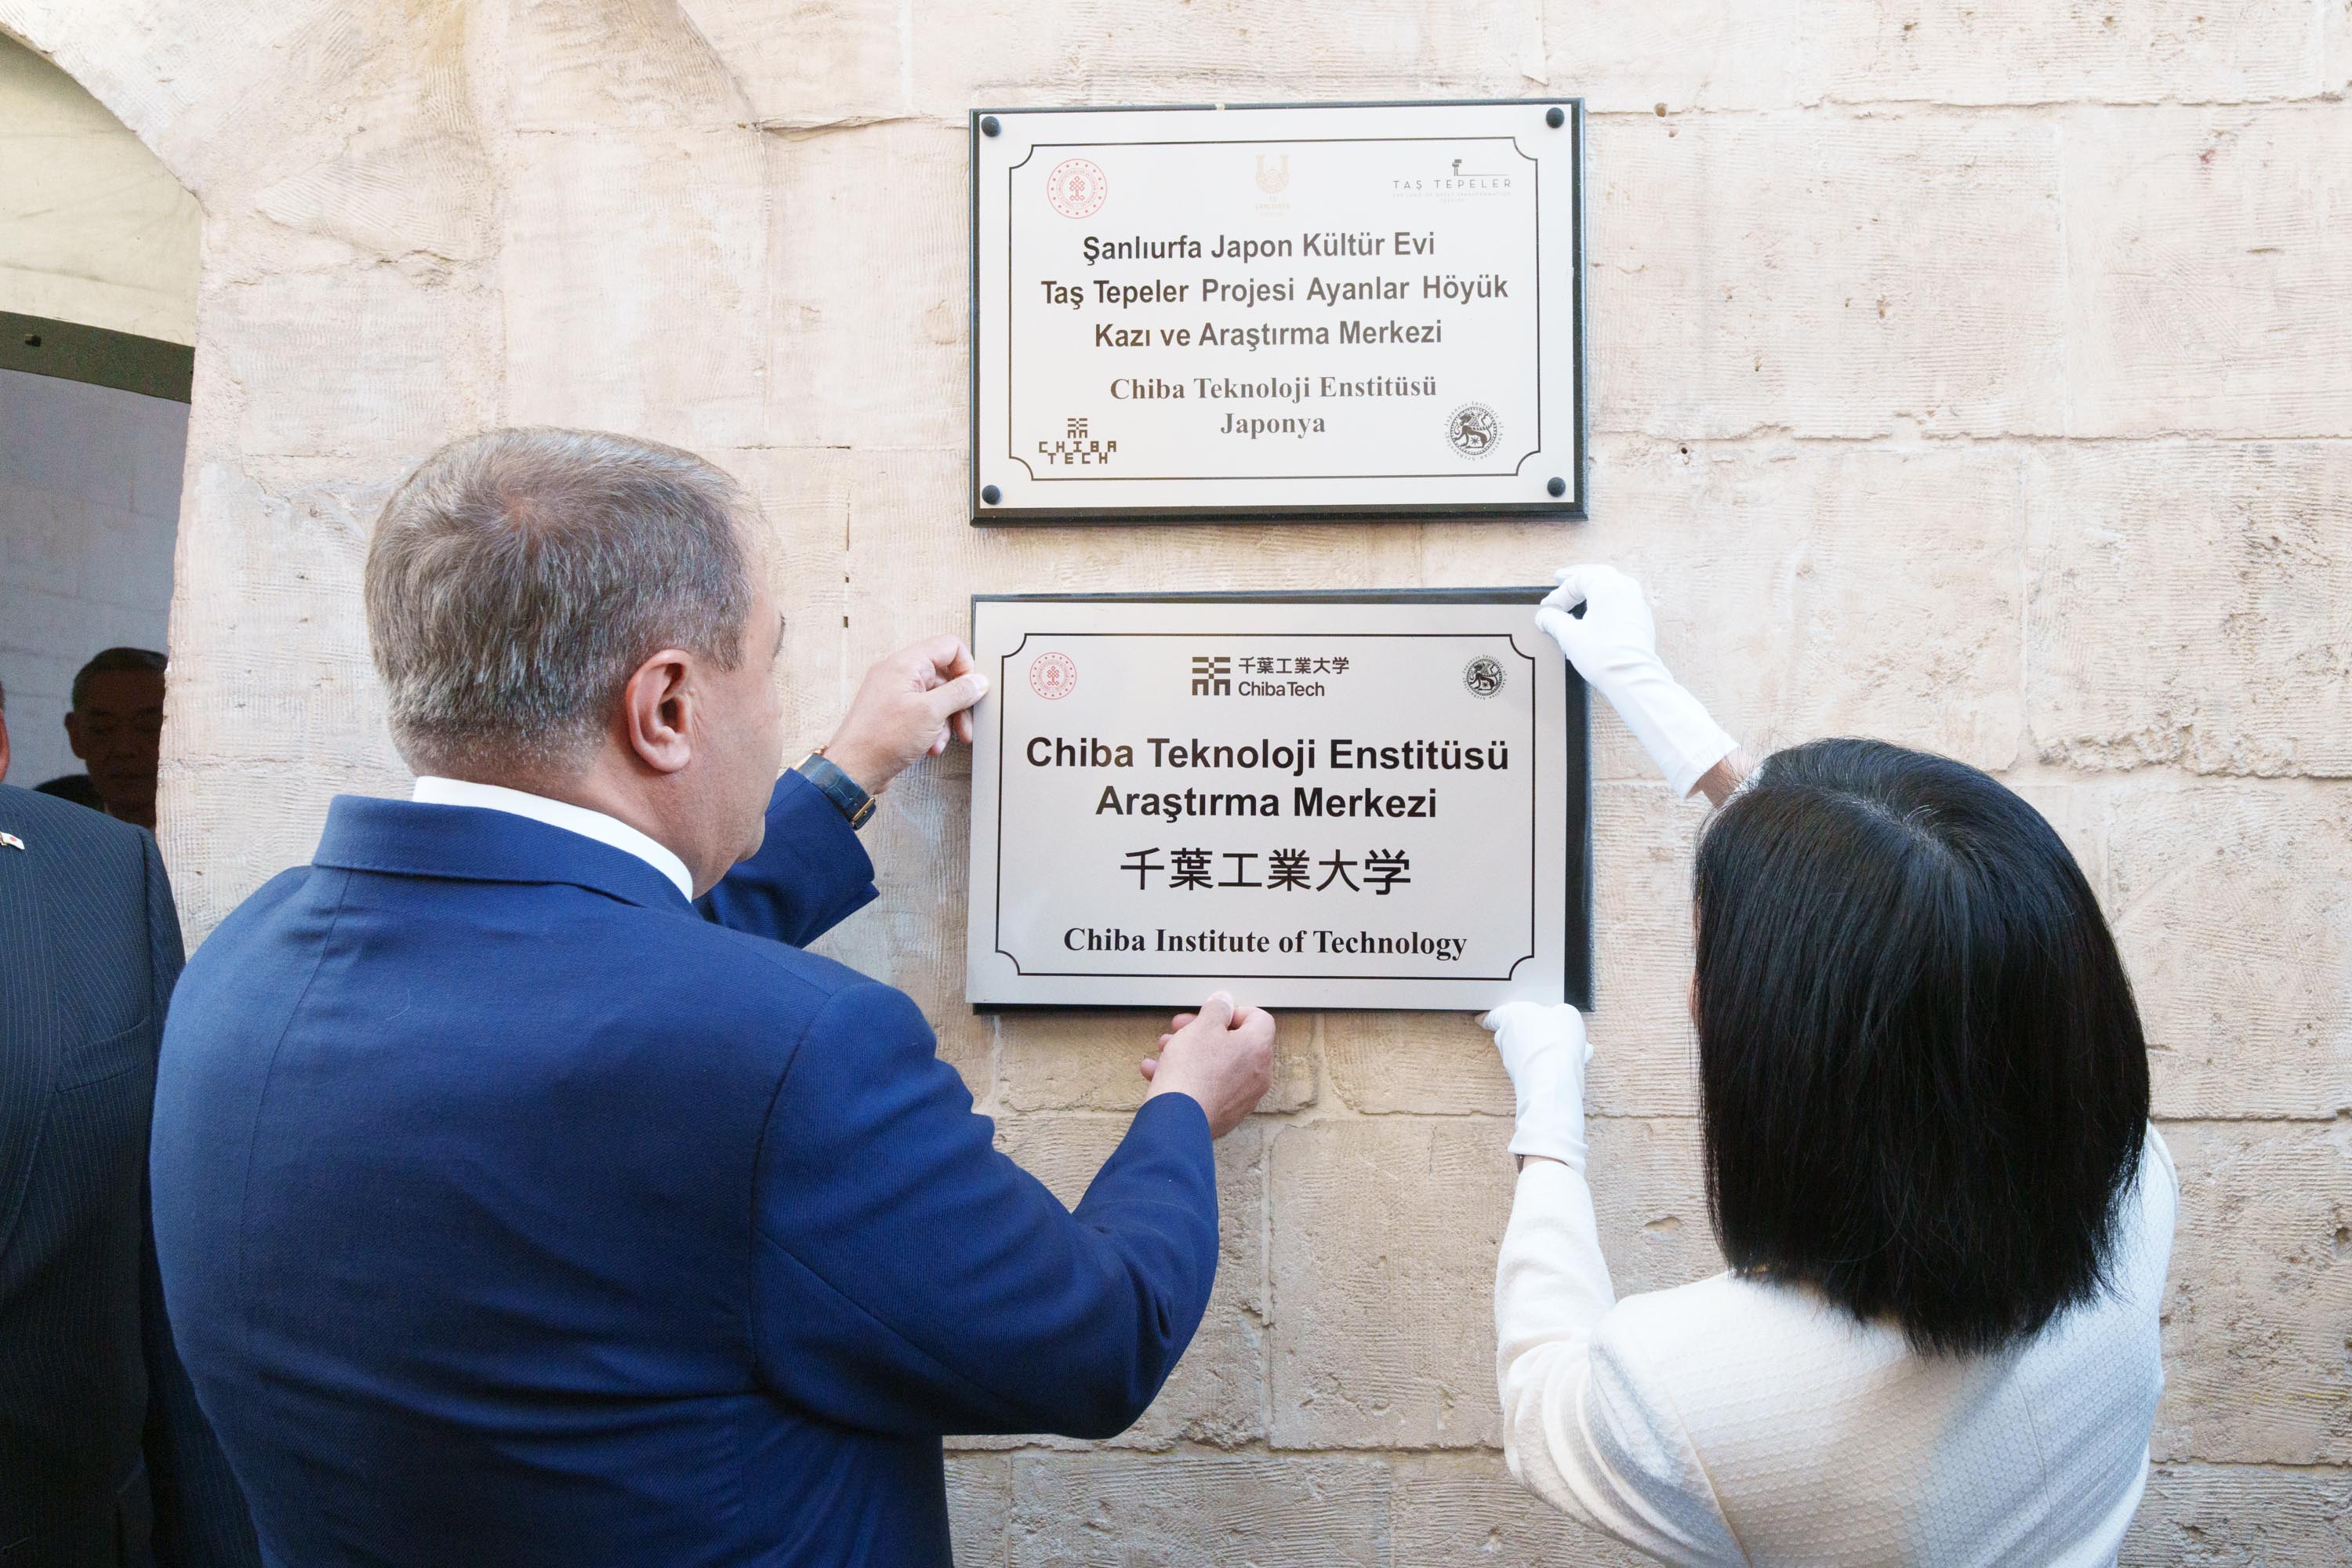 TAŞ TEPELER
Şanlıurfa Japon Kültür Evi
Taş Tepeler Projesi Ayanlar Höyük
Kazı ve Araştırma Merkezi
Chiba Teknoloji Enstitüsü
Japonya
CHIBA
TECH
千葉工業大学
ChibaTech
Chiba Teknoloji Enstitüsü
Araştırma Merkezi
千葉工業大学
Chiba Institute of Technology